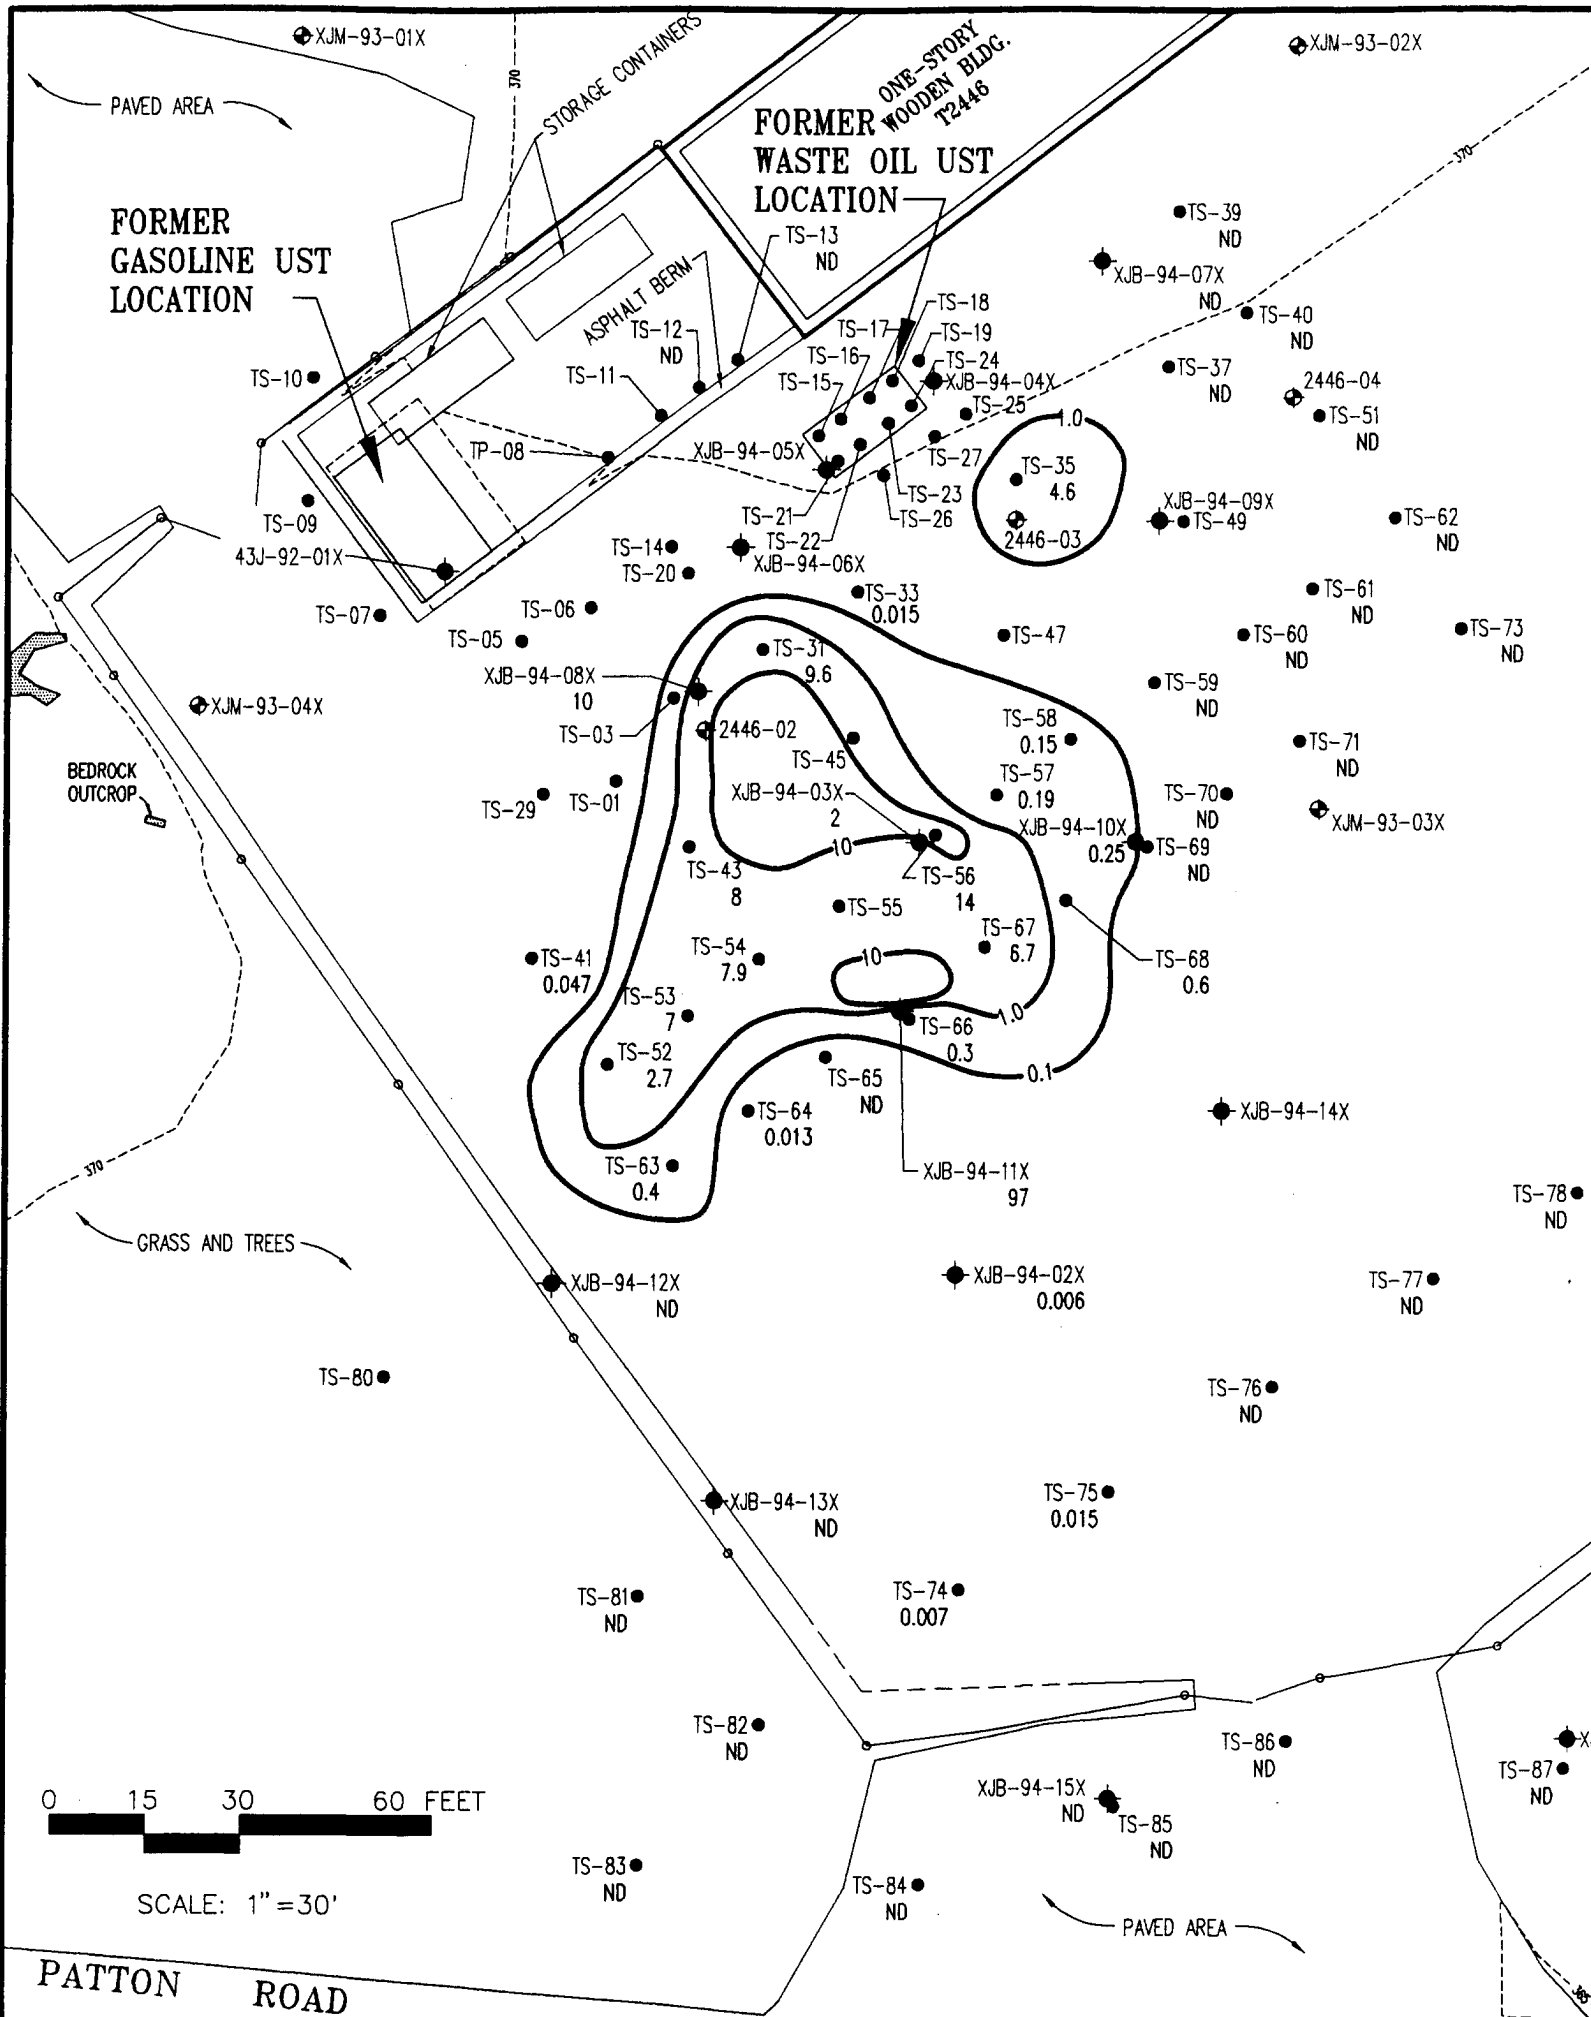 XJM-93-01X
XJM-93-02X
PAVED AREA
370
STORAGE CONTAINERS
ONE-STORY
WOODEN BLDG.
T2446
FORMER
WASTE OIL UST
LOCATION
370
FORMER
GASOLINE UST
LOCATION
TS-39
ND
XJB-94-07X
ND
TS-13
ND
ASPHALT BERM
TS-12
ND
TS-18
TS-17
TS-19
TS-16
TS-24
XJB-94-04X
TS-15
TS-25
TS-40
ND
TS-37
ND
2446-04
TS-51
ND
TS-10
TS-11
TP-08
XJB-94-05X
TS-27
1.0
TS-35
4.6
TS-09
TS-23
TS-21
TS-26
TS-22
2446-03
XJB-94-09X
TS-49
TS-62
ND
43J-92-01X
TS-14
XJB-94-06X
TS-20
TS-33
0.015
TS-61
ND
TS-07
TS-06
TS-05
TS-47
TS-60
ND
TS-73
ND
TS-31
9.6
XJB-94-08X
10
TS-59
ND
XJM-93-04X
TS-03
2446-02
TS-45
TS-58
0.15
TS-71
ND
BEDROCK
OUTCROP
TS-29
TS-01
XJB-94-03X
2
TS-57
0.19
TS-70
ND
XJM-93-03X
XJB-94-10X
0.25
TS-69
ND
10
TS-43
8
TS-56
14
TS-55
TS-67
6.7
TS-41
0.047
TS-54
7.9
10
TS-68
0.6
TS-53
7
TS-66
0.3
1.0
TS-52
2.7
TS-65
ND
0.1
TS-64
0.013
XJB-94-14X
370
TS-63
0.4
XJB-94-11X
97
TS-78
ND
GRASS AND TREES
XJB-94-12X
ND
XJB-94-02X
0.006
TS-77
ND
TS-80
TS-76
ND
XJB-94-13X
ND
TS-75
0.015
TS-81
ND
TS-74
0.007
TS-82
ND
TS-86
ND
X
TS-87
ND
XJB-94-15X
ND
TS-85
ND
0 15 30 60 FEET
TS-83
ND
TS-84
ND
SCALE: 1"=30'
PAVED AREA
PATTON ROAD